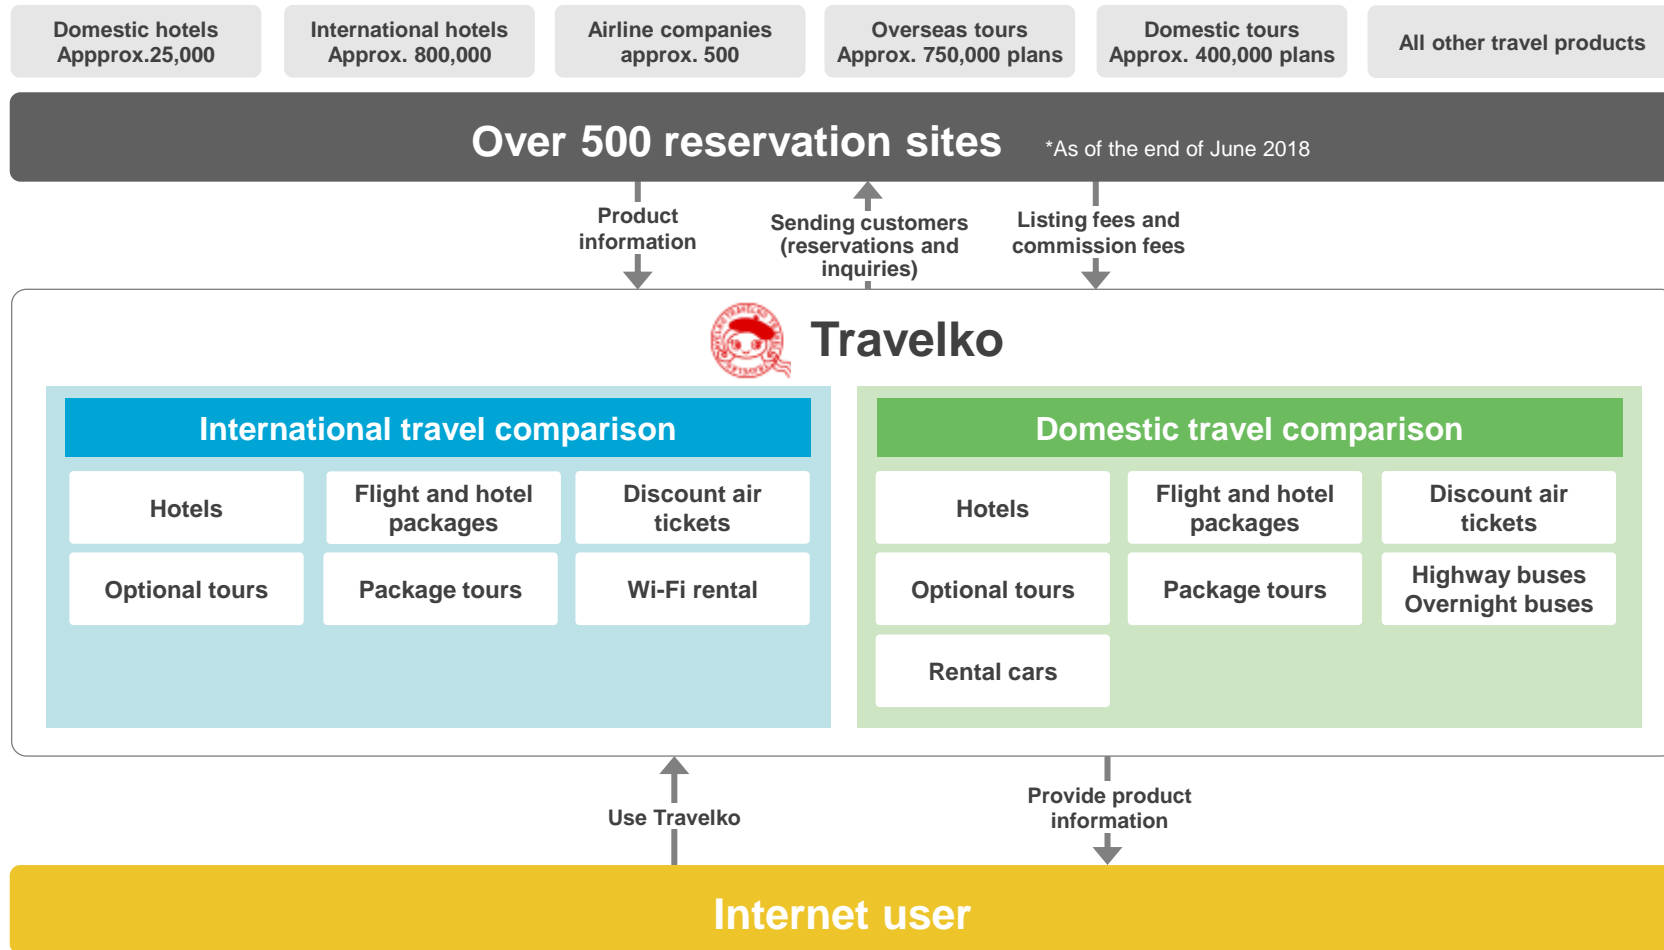 Domestic hotels
Appprox.25,000
International hotels
Approx. 800,000
Airline companies
approx. 500
Overseas tours
Approx. 750,000 plans
Domestic tours
Approx. 400,000 plans
All other travel products
Over 500 reservation sites *As of the end of June 2018
Product
information
Sending customers
(reservations and
inquiries)
Listing fees and
commission fees
Travelko
International travel comparison
Hotels
Flight and hotel
packages
Discount air
tickets
Optional tours
Package tours
Wi-Fi rental
Domestic travel comparison
Hotels
Flight and hotel
packages
Discount air
tickets
Optional tours
Package tours
Highway buses
Overnight buses
Rental cars
Use Travelko
Provide product
information
Internet user